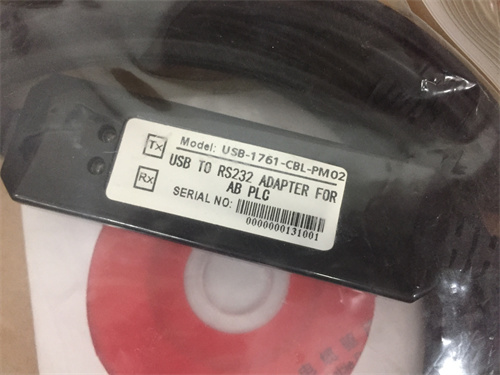 Tx
Model: USB-1761-CBL-PM02
USB TO RS232 ADAPTER FOR
AB PLC
Rx
SERIAL NO:
0000000131001